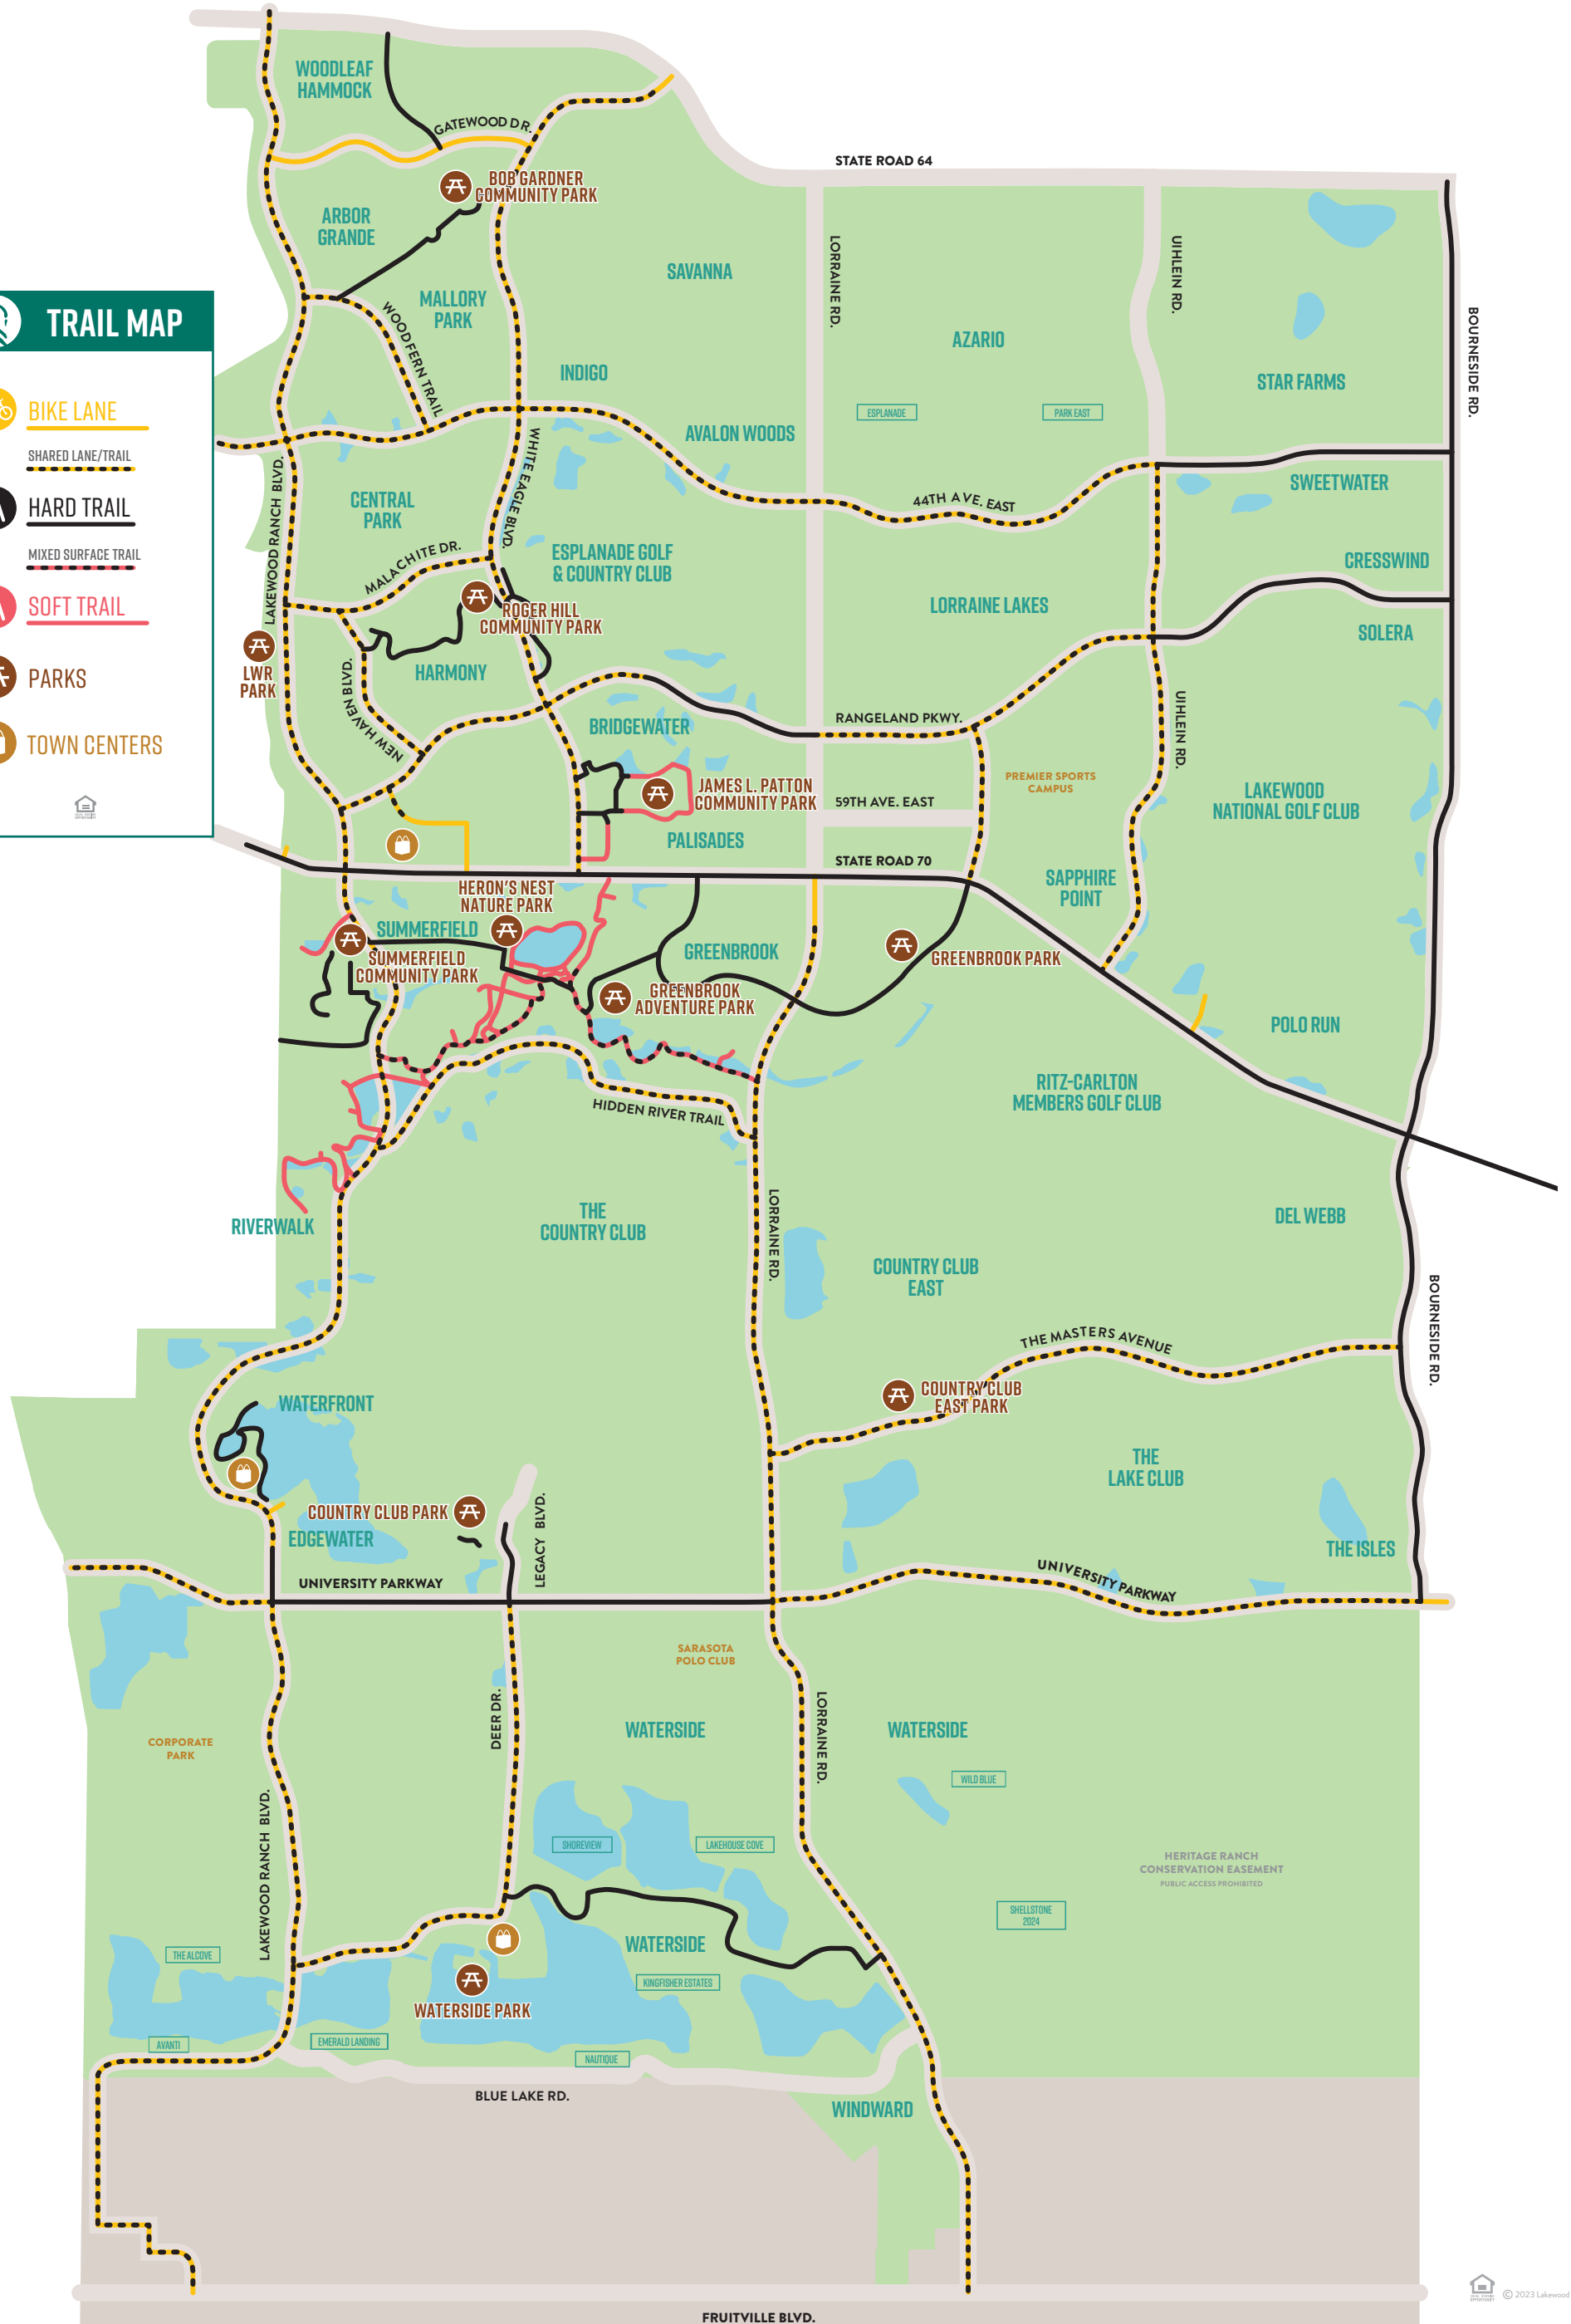 WOODLEAF
HAMMOCK
GATEWOOD DR.
STATE ROAD 64
BOB GARDNER
COMMUNITY PARK
ARBOR
GRANDE
SAVANNA
LORRAINE RD.
UIHLEIN RD.
MALLORY
PARK
WOODFERN TRAIL
AZARIO
BOURNESIDE RD.
INDIGO
STAR FARMS
ESPLANADE
PARK EAST
AVALON WOODS
TRAIL MAP
BIKE LANE
SHARED LANE/TRAIL
HARD TRAIL
MIXED SURFACE TRAIL
SOFT TRAIL
PARKS
TOWN CENTERS
LAKEWOOD RANCH BLVD.
WHITE EAGLE BLVD.
CENTRAL
PARK
44TH AVE. EAST
SWEETWATER
MALACHITE DR.
ESPLANADE GOLF
& COUNTRY CLUB
CRESSWIND
ROGER HILL
COMMUNITY PARK
LORRAINE LAKES
SOLERA
LWR
PARK
HARMONY
NEW HAVEN BLVD.
BRIDGEWATER
RANGELAND PKWY.
UIHLEIN RD.
JAMES L. PATTON
COMMUNITY PARK
PREMIER SPORTS
CAMPUS
LAKEWOOD
NATIONAL GOLF CLUB
59TH AVE. EAST
PALISADES
STATE ROAD 70
HERON'S NEST
NATURE PARK
SAPPHIRE
POINT
SUMMERFIELD
SUMMERFIELD
COMMUNITY PARK
GREENBROOK
GREENBROOK PARK
GREENBROOK
ADVENTURE PARK
POLO RUN
RITZ-CARLTON
MEMBERS GOLF CLUB
HIDDEN RIVER TRAIL
RIVERWALK
THE
COUNTRY CLUB
LORRAINE RD.
DEL WEBB
COUNTRY CLUB
EAST
BOURNESIDE RD.
THE MASTERS AVENUE
COUNTRY CLUB
EAST PARK
WATERFRONT
THE
LAKE CLUB
COUNTRY CLUB PARK
EDGEWATER
LEGACY BLVD.
THE ISLES
UNIVERSITY PARKWAY
UNIVERSITY PARKWAY
SARASOTA
POLO CLUB
DEER DR.
LORRAINE RD.
WATERSIDE
WATERSIDE
CORPORATE
PARK
WILD BLUE
LAKEWOOD RANCH BLVD.
SHOREVIEW
LAKEHOUSE COVE
HERITAGE RANCH
CONSERVATION EASEMENT
PUBLIC ACCESS PROHIBITED
SHELLSTONE
2024
WATERSIDE
THE ALCOVE
KINGFISHER ESTATES
WATERSIDE PARK
AVANTI
EMERALD LANDING
NAUTIQUE
BLUE LAKE RD.
WINDWARD
© 2023 Lakewood
FRUITVILLE BLVD.